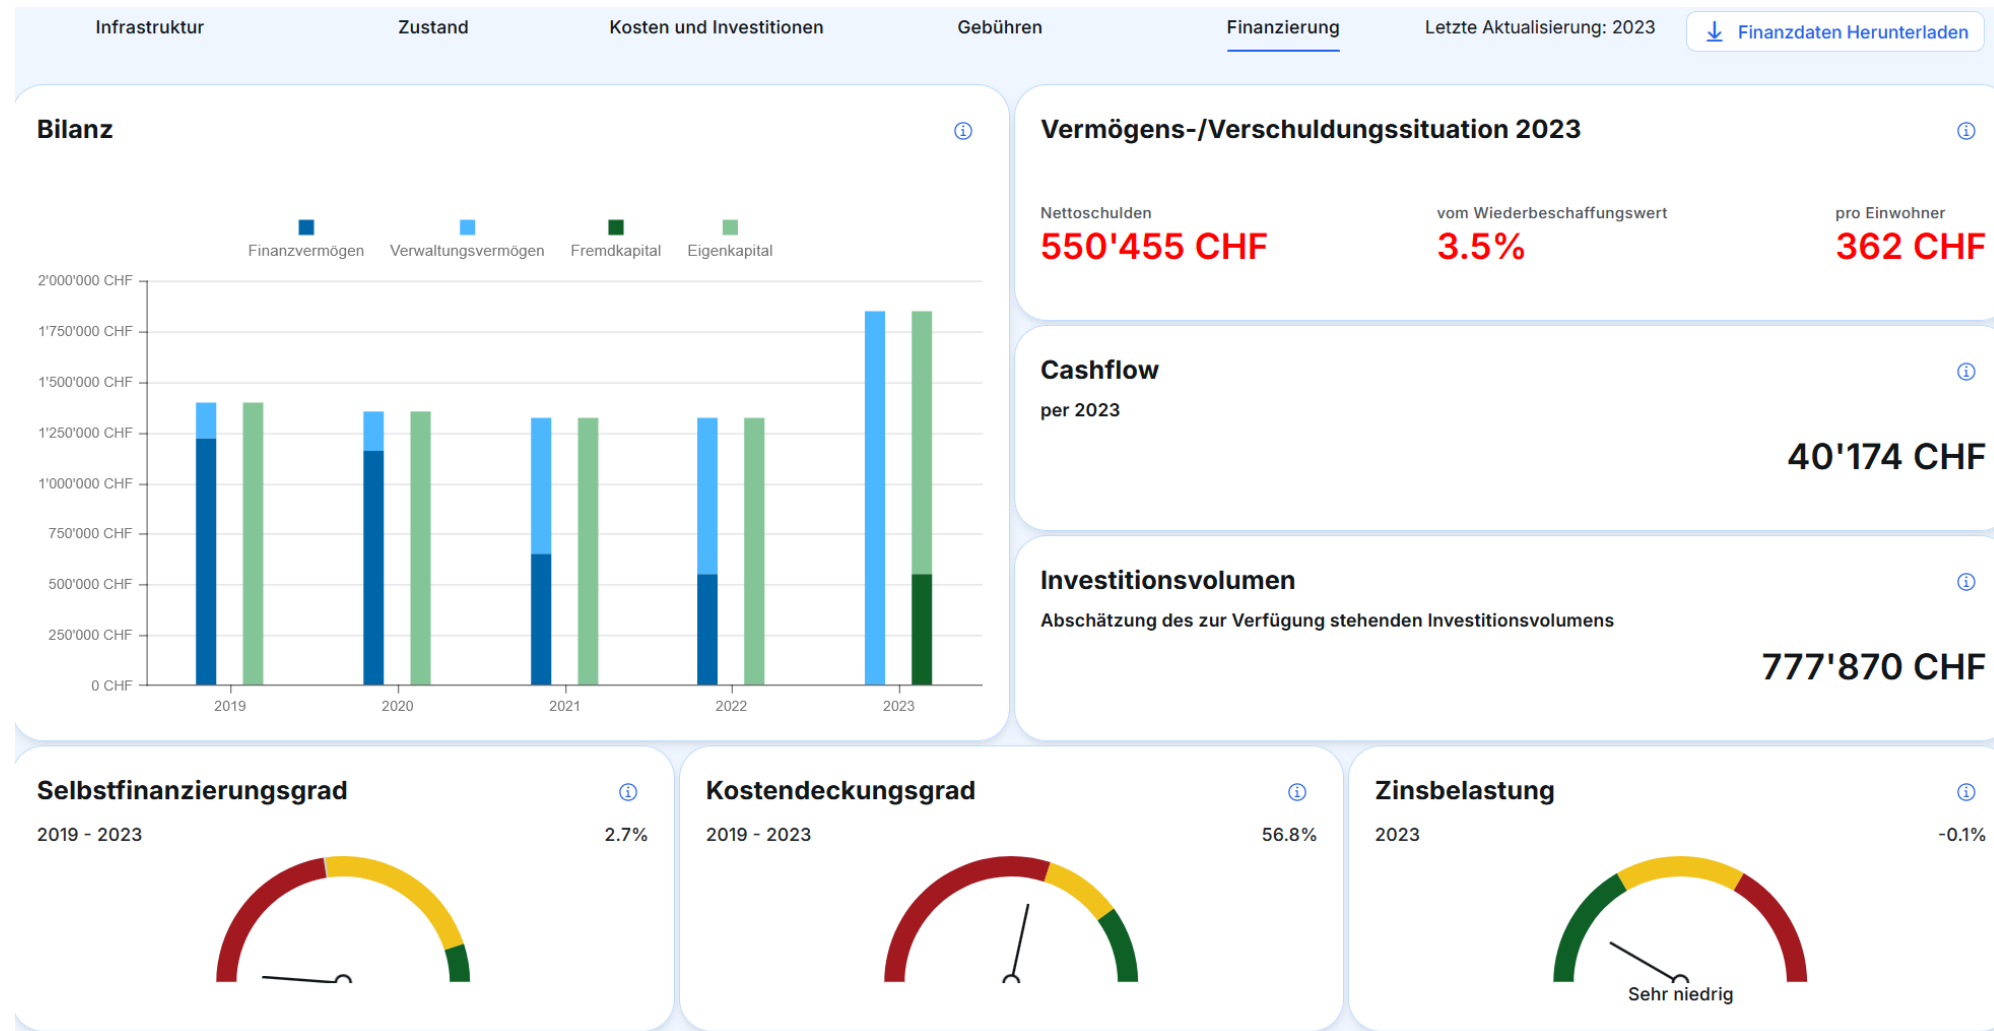 Infrastruktur Zustand Kosten und Investitionen Gebühren Finanzierung Letzte Aktualisierung: 2023 Finanzdaten Herunterladen
Bilanz
Finanzvermögen Verwaltungsvermögen Fremdkapital Eigenkapital
2'000'000 CHF
1'750'000 CHF
1'500'000 CHF
1'250'000 CHF
1'000'000 CHF
750'000 CHF
500'000 CHF
250'000 CHF
0 CHF
2019 2020 2021 2022 2023
Vermögens-/Verschuldungssituation 2023
Nettoschulden vom Wiederbeschaffungswert pro Einwohner
550'455 CHF 3.5% 362 CHF
Cashflow
per 2023
40'174 CHF
Investitionsvolumen
Abschätzung des zur Verfügung stehenden Investitionsvolumens
777'870 CHF
Selbstfinanzierungsgrad
2019 - 2023 2.7%
Kostendeckungsgrad
2019 - 2023 56.8%
Zinsbelastung
2023 -0.1%
Sehr niedrig